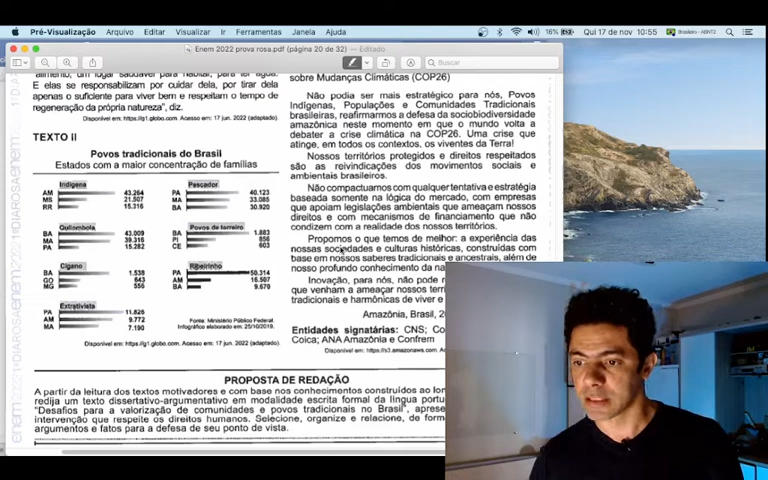 Pré-Visualização Arquivo Editar Visualizar Ir Ferramentas Janela Ajuda 16% Qui 17 de nov 10:55 Brasileiro - ABNT2
Enem 2022 prova rosa.pdf (página 20 de 32) — Editado
Buscar
alimento, um lugar saudável para habitar, para ter água.
E elas se responsabilizam por cuidar dela, por tirar dela
apenas o suficiente para viver bem e respeitam o tempo de
regeneração da própria natureza", diz.
Disponível em: https://g1.globo.com. Acesso em: 17 jun. 2022 (adaptado).
TEXTO II
Povos tradicionais do Brasil
Estados com a maior concentração de famílias
Indígena
AM 43.264
MS 21.507
RR 15.316
Pescador
PA 40.123
MA 33.085
BA 30.920
Quilombola
BA 43.009
MA 39.316
PA 15.282
Povos de terreiro
BA 1.883
PI 856
CE 603
Cigano
BA 1.538
GO 643
MG 556
Ribeirinho
PA 50.314
AM 16.507
BA 9.670
Extrativista
PA 11.826
AM 9.772
MA 7.190
Fonte: Ministério Público Federal.
Infográfico elaborado em: 25/10/2019.
Disponível em: https://g1.globo.com. Acesso em: 17 jun. 2022 (adaptado).
sobre Mudanças Climáticas (COP26)
Não podia ser mais estratégico para nós, Povos
Indígenas, Populações e Comunidades Tradicionais
brasileiras, reafirmarmos a defesa da sociobiodiversidade
amazônica neste momento em que o mundo volta a
debater a crise climática na COP26. Uma crise que
atinge, em todos os contextos, os viventes da Terra!
Nossos territórios protegidos e direitos respeitados
são as reivindicações dos movimentos sociais e
ambientais brasileiros.
Não compactuamos com qualquer tentativa e estratégia
baseada somente na lógica do mercado, com empresas
que apoiam legislações ambientais que ameaçam nossos
direitos e com mecanismos de financiamento que não
condizem com a realidade dos nossos territórios.
Propomos o que temos de melhor: a experiência das
nossas sociedades e culturas históricas, construídas com
base em nossos saberes tradicionais e ancestrais, além de
nosso profundo conhecimento da na
Inovação, para nós, não pode r
que venham a ameaçar nossos terr
tradicionais e harmônicas de viver e
Amazônia, Brasil, 2
Entidades signatárias: CNS; Co
Coica; ANA Amazônia e Confrem
Disponível em: https://s3.amazonaws.com
PROPOSTA DE REDAÇÃO
A partir da leitura dos textos motivadores e com base nos conhecimentos construídos ao lon
redija um texto dissertativo-argumentativo em modalidade escrita formal da língua portu
"Desafios para a valorização de comunidades e povos tradicionais no Brasil", aprese
intervenção que respeite os direitos humanos. Selecione, organize e relacione, de form
argumentos e fatos para a defesa de seu ponto de vista.